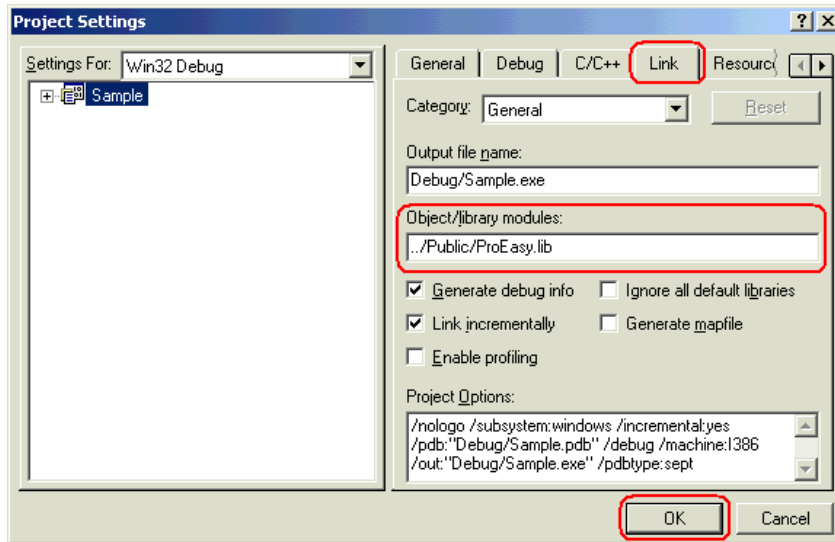 Project Settings
Settings For: Win32 Debug
Sample
General Debug C/C++ Link
Category: General Reset
Output file name:
Debug/Sample.exe
Object/library modules:
../Public/ProEasy.lib
Generate debug info Ignore all default libraries
Link incrementally Generate mapfile
Enable profiling
Project Options:
/nologo /subsystem:windows /incremental:yes
/pdb:"Debug/Sample.pdb" /debug /machine:I386
/out:"Debug/Sample.exe" /pdbtype:sept
OK Cancel